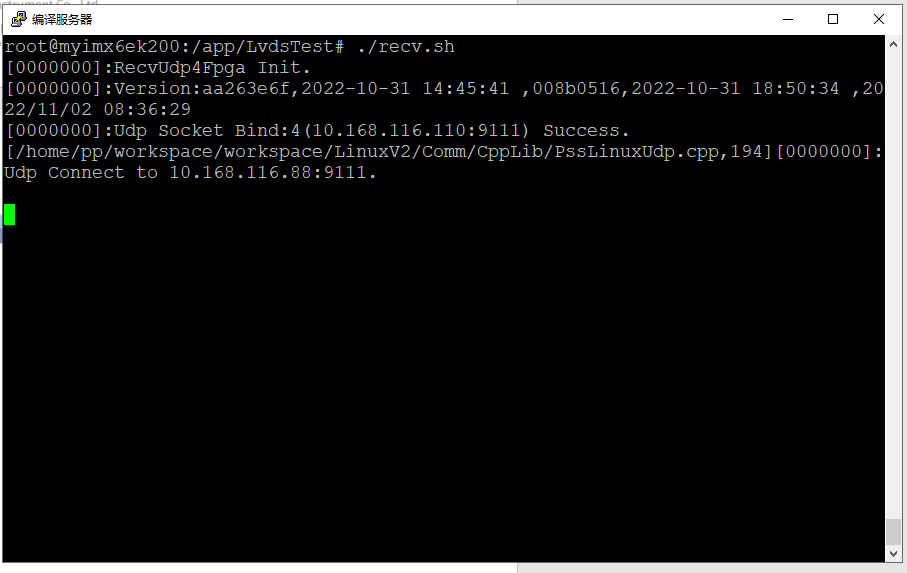 编译服务器
root@myimx6ek200:/app/LvdsTest# ./recv.sh
[0000000]:RecvUdp4Fpga Init.
[0000000]:Version:aa263e6f,2022-10-31 14:45:41 ,008b0516,2022-10-31 18:50:34 ,20
22/11/02 08:36:29
[0000000]:Udp Socket Bind:4(10.168.116.110:9111) Success.
[/home/pp/workspace/workspace/LinuxV2/Comm/CppLib/PssLinuxUdp.cpp,194][0000000]:
Udp Connect to 10.168.116.88:9111.